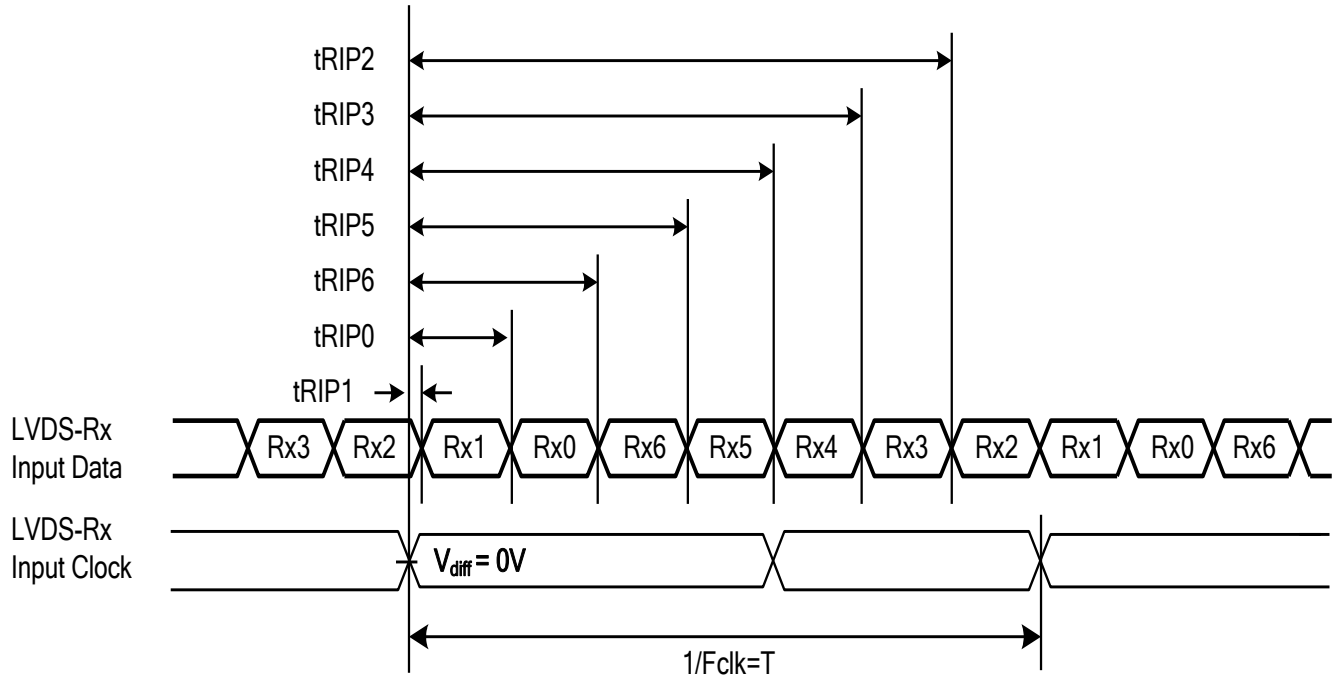 tRIP2
tRIP3
tRIP4
tRIP5
tRIP6
tRIP0
tRIP1
LVDS-Rx
Input Data
Rx3 Rx2 Rx1 Rx0 Rx6 Rx5 Rx4 Rx3 Rx2 Rx1 Rx0 Rx6
LVDS-Rx
Input Clock
Vdiff = 0V
1/Fclk=T